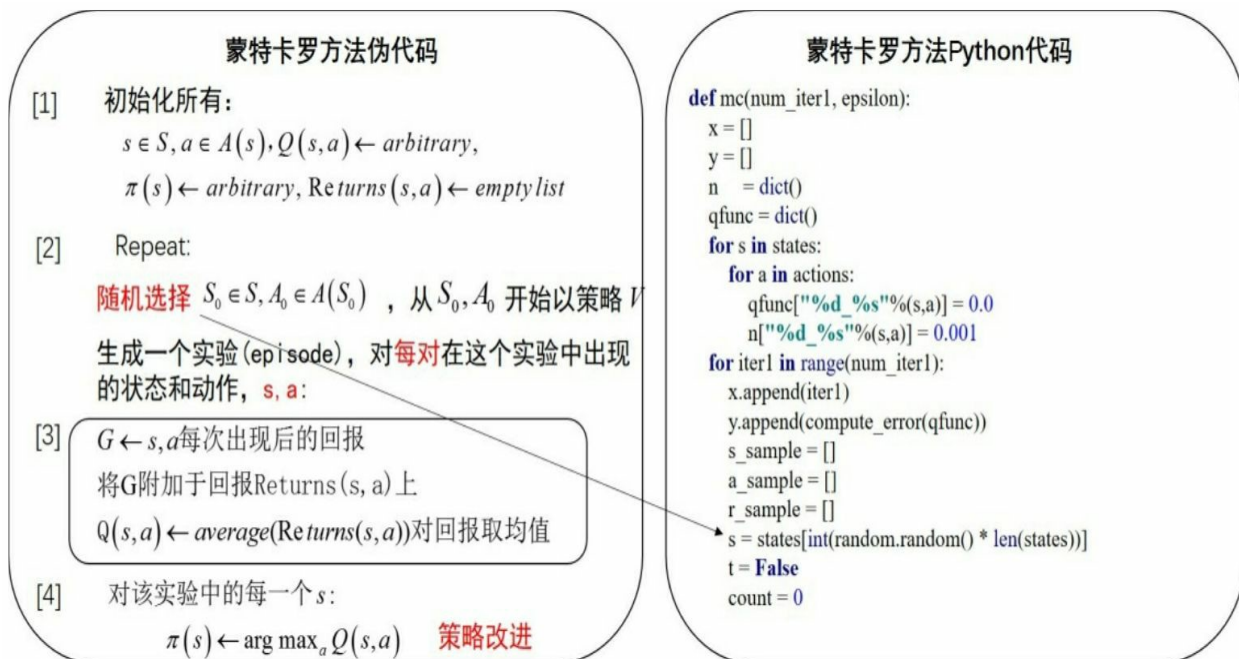 蒙特卡罗方法伪代码
[1] 初始化所有：
s ∈ S, a ∈ A(s), Q(s,a) ← arbitrary,
π(s) ← arbitrary, Returns(s,a) ← empty list
[2] Repeat:
随机选择 S₀ ∈ S, A₀ ∈ A(S₀) ，从 S₀, A₀ 开始以策略
生成一个实验(episode)，对每对在这个实验中出现
的状态和动作，s, a：
[3] G ← s, a每次出现后的回报
将G附加于回报Returns(s, a)上
Q(s,a) ← average(Returns(s,a))对回报取均值
[4] 对该实验中的每一个s：
π(s) ← arg maxₐ Q(s,a) 策略改进
蒙特卡罗方法Python代码
def mc(num_iter1, epsilon):
x = []
y = []
n = dict()
qfunc = dict()
for s in states:
for a in actions:
qfunc["%d_%s"%(s,a)] = 0.0
n["%d_%s"%(s,a)] = 0.001
for iter1 in range(num_iter1):
x.append(iter1)
y.append(compute_error(qfunc))
s_sample = []
a_sample = []
r_sample = []
s = states[int(random.random() * len(states))]
t = False
count = 0